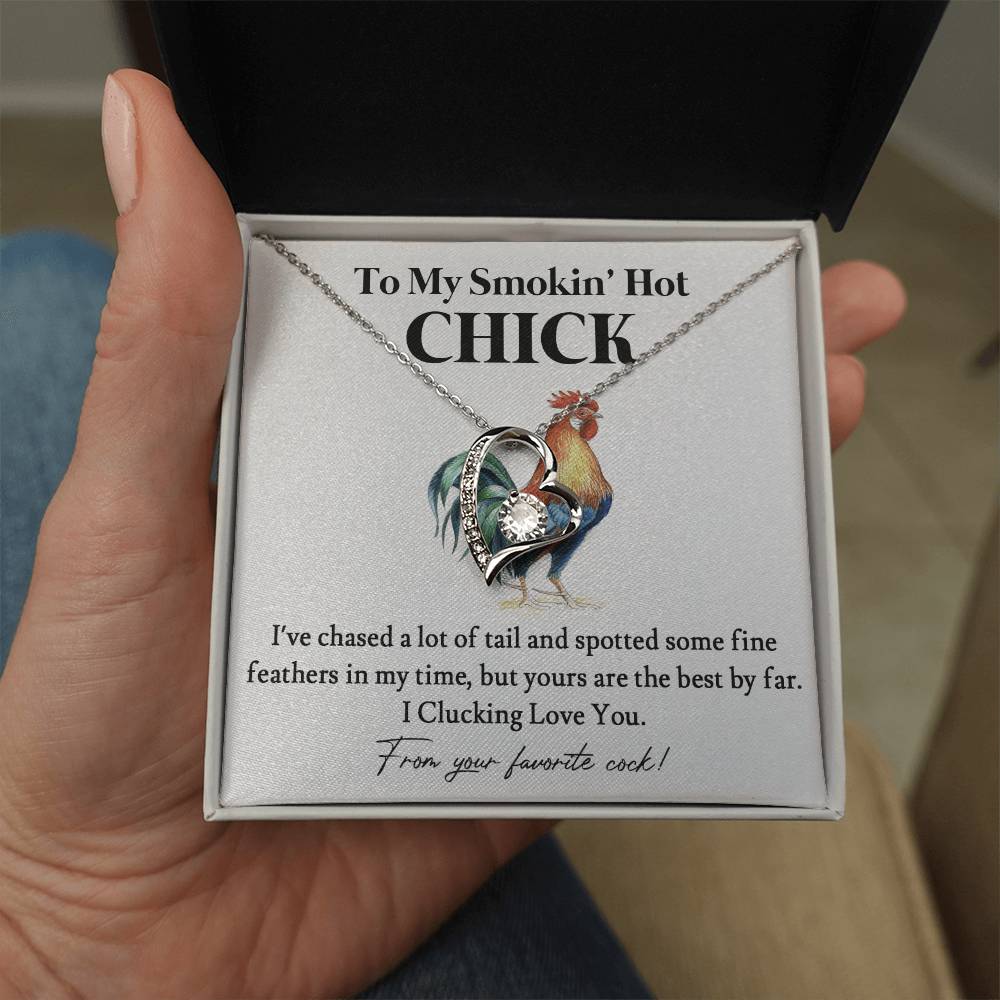 To My Smokin' Hot
CHICK
I've chased a lot of tail and spotted some fine
feathers in my time, but yours are the best by far.
I Clucking Love You.
From your favorite cock!